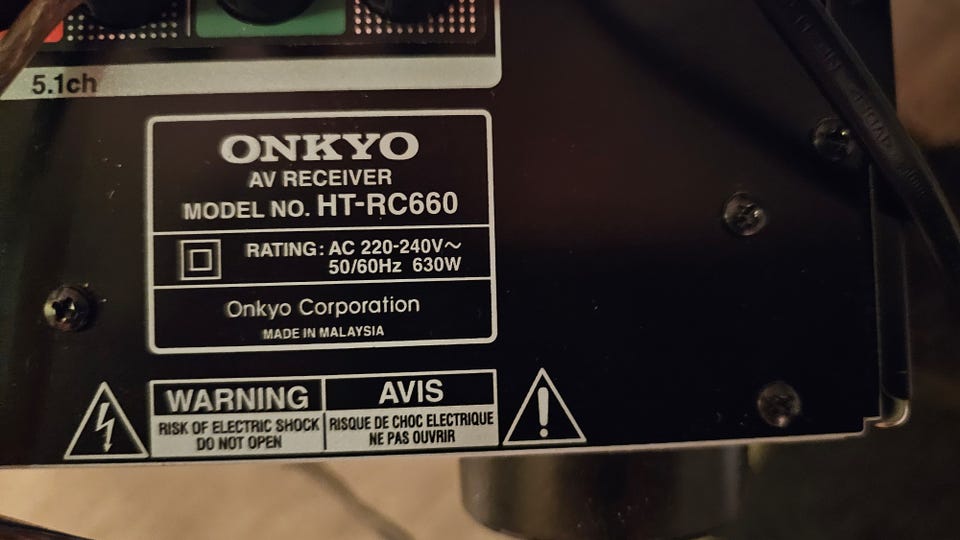 5.1ch
ONKYO
AV RECEIVER
MODEL NO. HT-RC660
RATING: AC 220-240V~
50/60Hz 630W
Onkyo Corporation
MADE IN MALAYSIA
WARNING
RISK OF ELECTRIC SHOCK
DO NOT OPEN
AVIS
RISQUE DE CHOC ELECTRIQUE
NE PAS OUVRIR